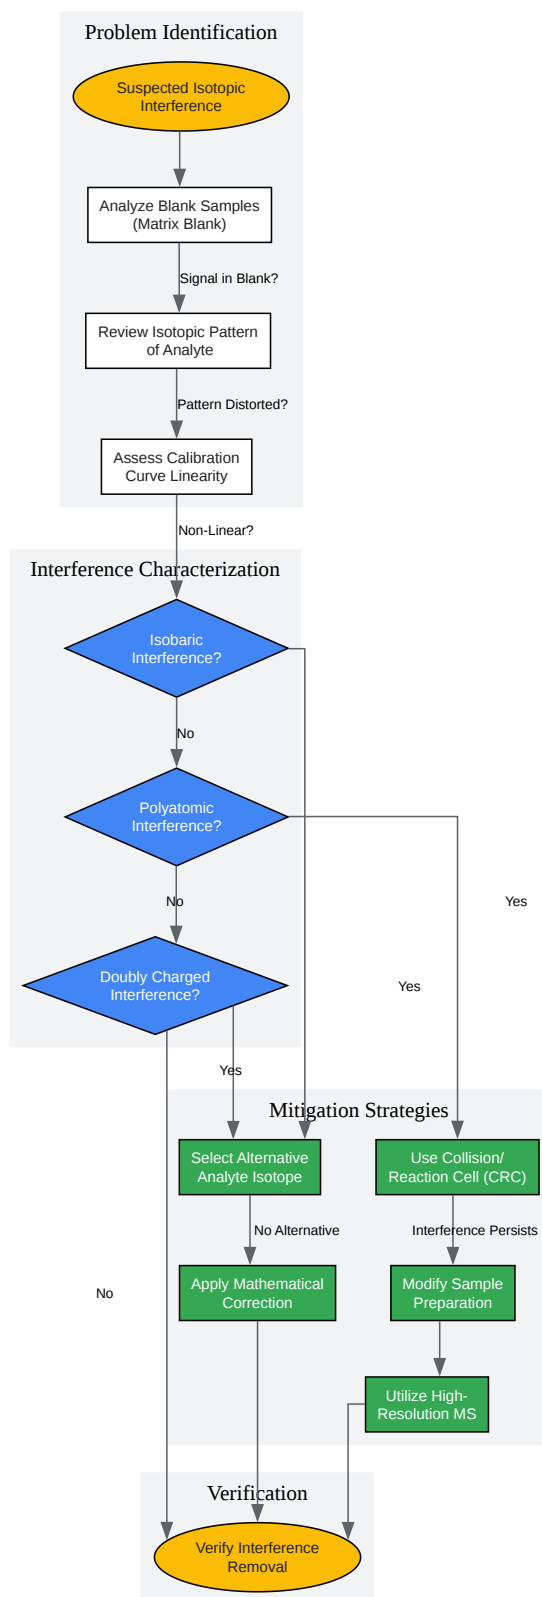 Problem Identification
Suspected Isotopic
Interference
Analyze Blank Samples
(Matrix Blank)
Signal in Blank?
Review Isotopic Pattern
of Analyte
Pattern Distorted?
Assess Calibration
Curve Linearity
Non-Linear?
Interference Characterization
Isobaric
Interference?
No
Polyatomic
Interference?
No
Yes
Doubly Charged
Interference?
Yes
Yes
Mitigation Strategies
Select Alternative
Analyte Isotope
Use Collision/
Reaction Cell (CRC)
No Alternative
Interference Persists
Apply Mathematical
Correction
Modify Sample
Preparation
No
Utilize High-
Resolution MS
Verification
Verify Interference
Removal